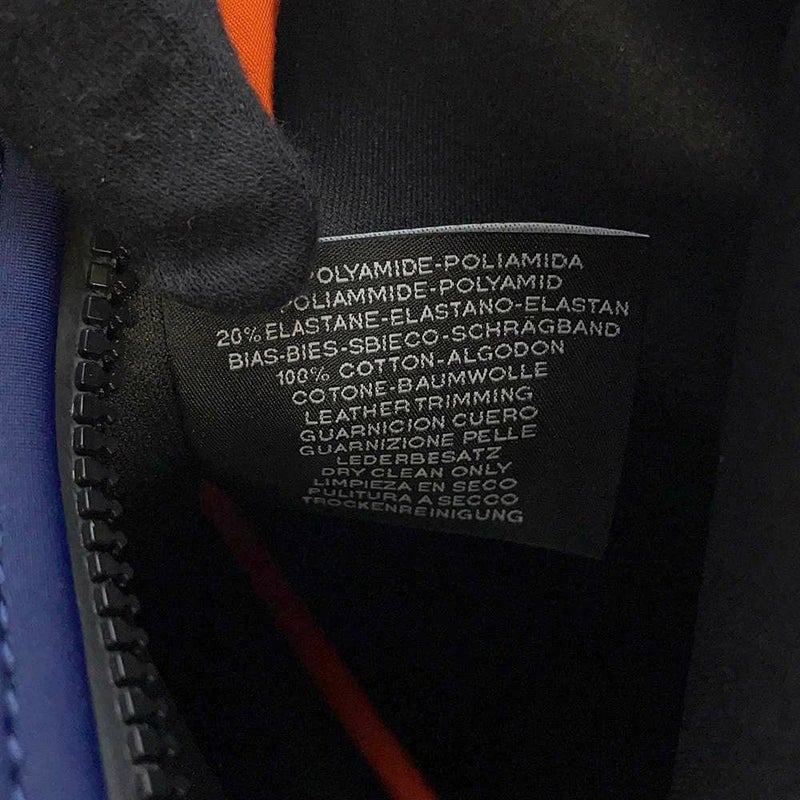 POLYAMIDE-POLIAMIDA
POLIAMMIDE-POLYAMID
20% ELASTANE-ELASTANO-ELASTAN
BIAS-BIES-SBIECO-SCHRÄGBAND
100% COTTON-ALGODON
COTONE-BAUMWOLLE
LEATHER TRIMMING
GUARNICION CUERO
GUARNIZIONE PELLE
LEDERBESATZ
DRY CLEAN ONLY
LIMPIEZA EN SECO
PULITURA A SECCO
TROCKENREINIGUNG